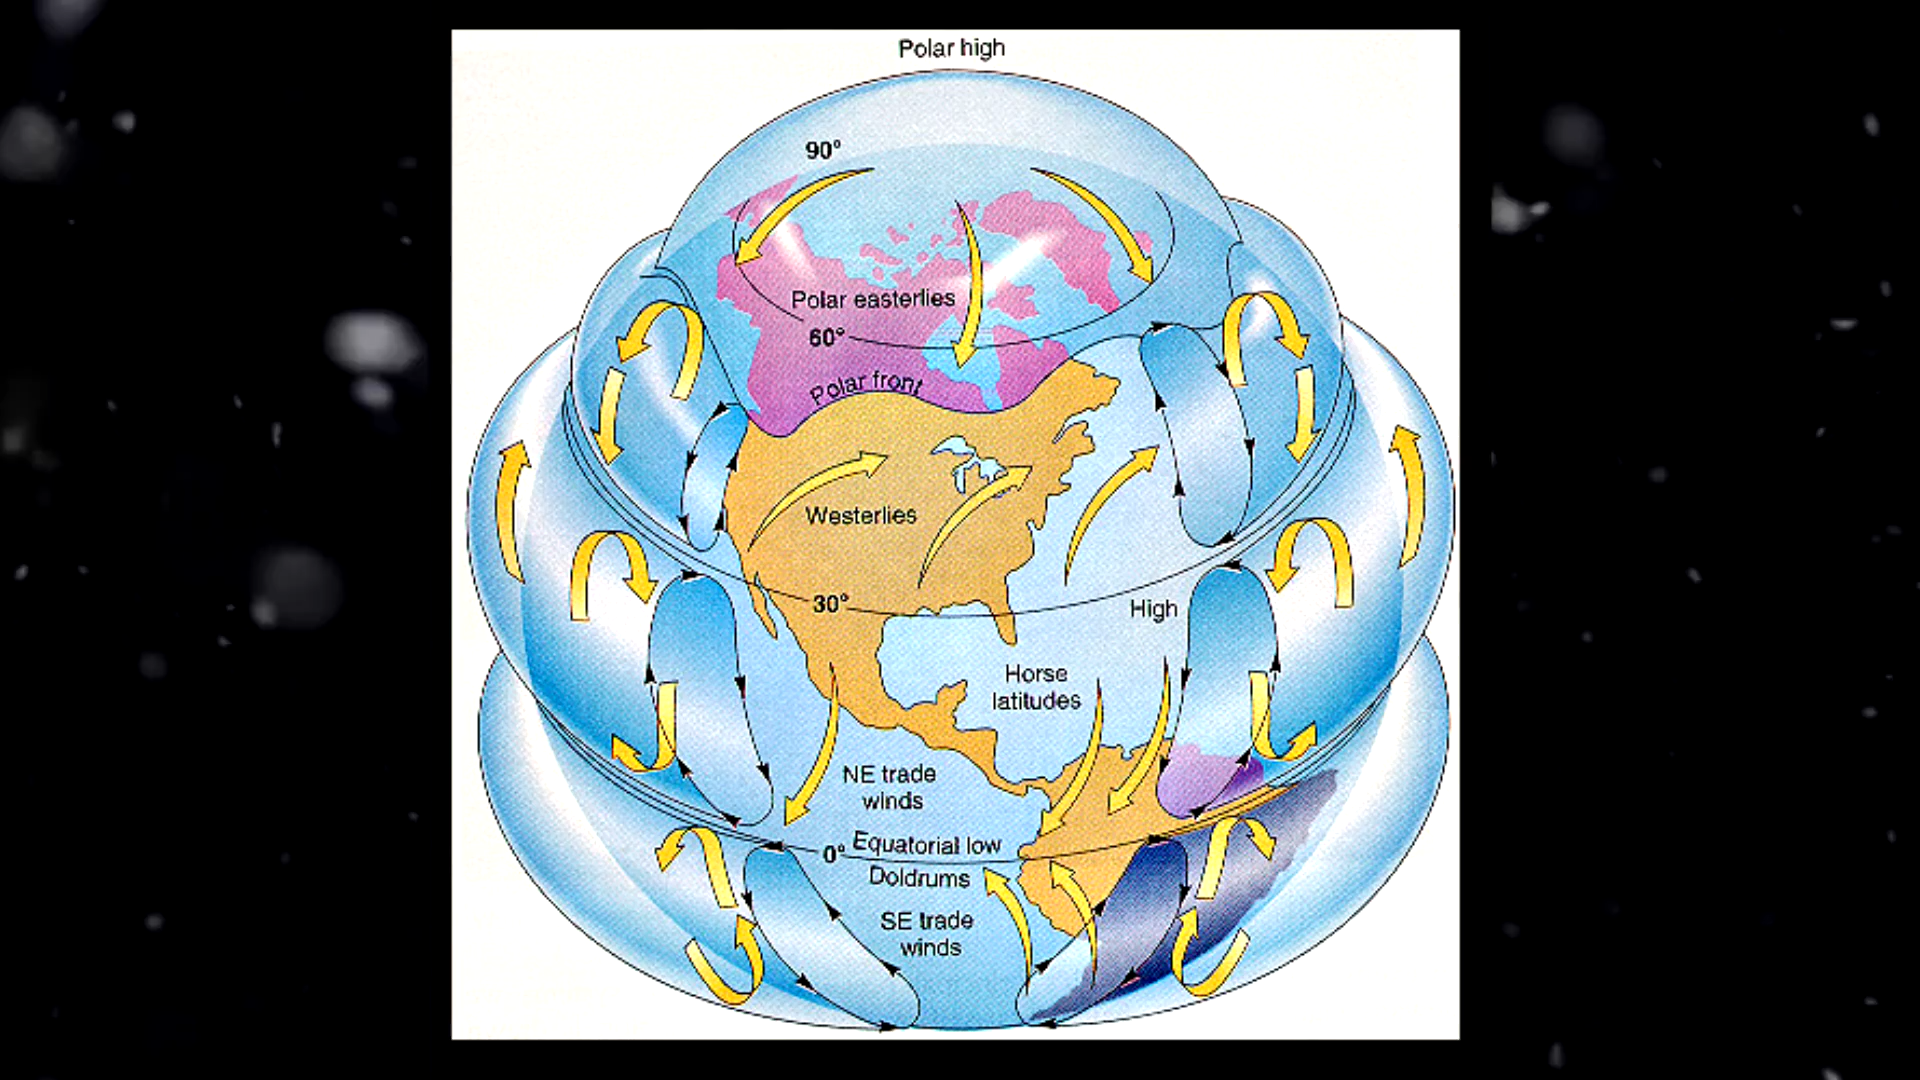 Polar high
90°
Polar easterlies
60°
Polar front
Westerlies
30°
High
Horse
latitudes
NE trade
winds
0°
Equatorial low
Doldrums
SE trade
winds